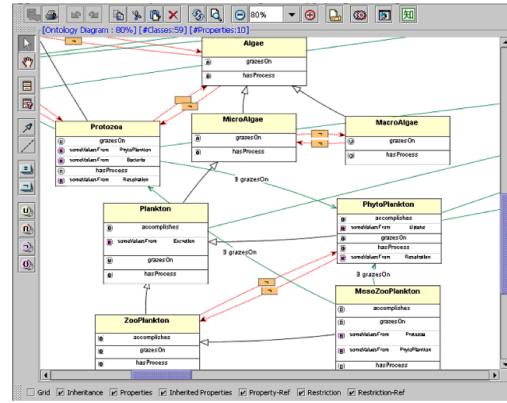 80%
知
[Ontology Diagram : 80%] [#Classes:59] [#Properties:10]
Algae
grazesOn
hasProcess
MicroAlgae
grazesOn
hasProcess
MacroAlgae
grazesOn
hasProcess
Protozoa
grazesOn
someValuesFrom PhytoPlankton
someValuesFrom Bacteria
hasProcess
someValuesFrom Respiration
∃ grazesOn
Plankton
accomplishes
someValuesFrom Excretion
grazesOn
hasProcess
PhytoPlankton
accomplishes
someValuesFrom
grazesOn
someValuesFrom Respiration
hasProcess
∃ grazesOn
∃ grazesOn
MesoZooPlankton
accomplishes
grazesOn
someValuesFrom Protozoa
someValuesFrom PhytoPlankton
hasProcess
ZooPlankton
accomplishes
grazesOn
hasProcess
Grid Inheritance Properties Inherited Properties Property-Ref Restriction Restriction-Ref